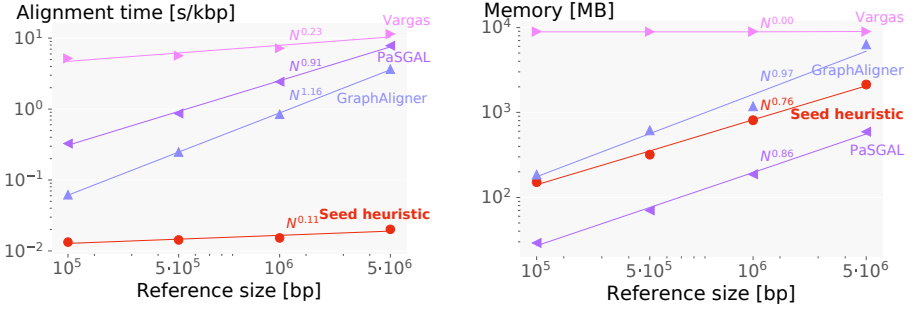 Alignment time [s/kbp]
10^1
10^0
10^-1
10^-2
N^0.23
Vargas
N^0.91
PaSGAL
N^1.16
GraphAligner
N^0.11
Seed heuristic
10^5
5·10^5
10^6
5·10^6
Reference size [bp]
Memory [MB]
10^4
10^3
10^2
N^0.00
Vargas
N^0.97
GraphAligner
N^0.76
Seed heuristic
N^0.86
PaSGAL
10^5
5·10^5
10^6
5·10^6
Reference size [bp]